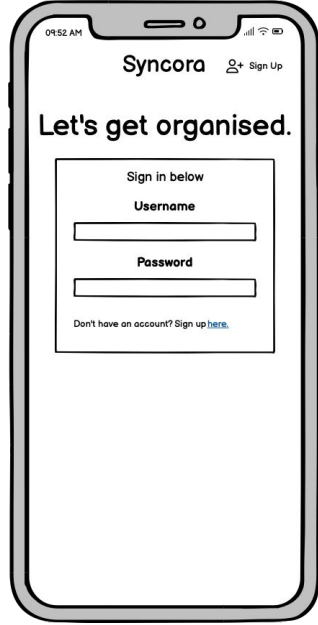 09:52 AM
Syncora
Sign Up
Let's get organised.
Sign in below
Username
Password
Don't have an account? Sign up here.